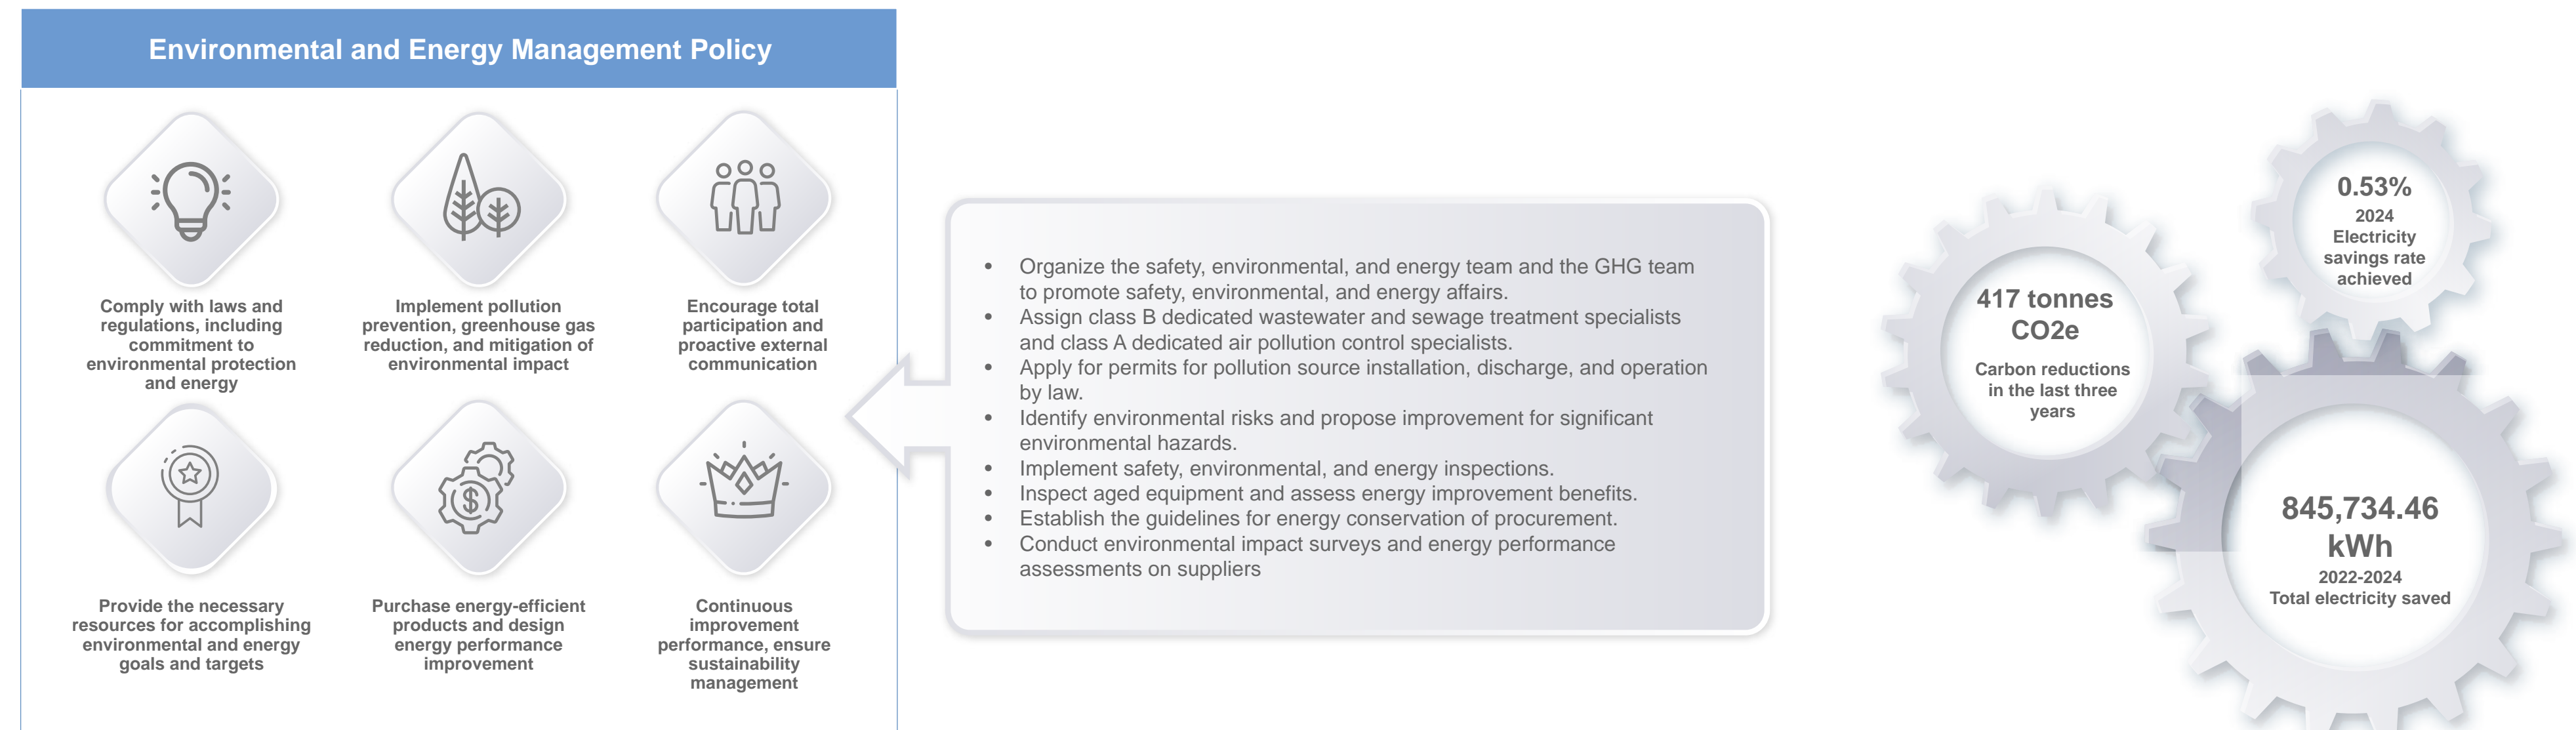 Environmental and Energy Management Policy
Comply with laws and
regulations, including
commitment to
environmental protection
and energy
Implement pollution
prevention, greenhouse gas
reduction, and mitigation of
environmental impact
Encourage total
participation and
proactive external
communication
Provide the necessary
resources for accomplishing
environmental and energy
goals and targets
$
Purchase energy-efficient
products and design
energy performance
improvement
Continuous
improvement
performance, ensure
sustainability
management
• Organize the safety, environmental, and energy team and the GHG team
to promote safety, environmental, and energy affairs.
• Assign class B dedicated wastewater and sewage treatment specialists
and class A dedicated air pollution control specialists.
• Apply for permits for pollution source installation, discharge, and operation
by law.
• Identify environmental risks and propose improvement for significant
environmental hazards.
• Implement safety, environmental, and energy inspections.
• Inspect aged equipment and assess energy improvement benefits.
• Establish the guidelines for energy conservation of procurement.
• Conduct environmental impact surveys and energy performance
assessments on suppliers
417 tonnes
CO2e
Carbon reductions
in the last three
years
0.53%
2024
Electricity
savings rate
achieved
845,734.46
kWh
2022-2024
Total electricity saved